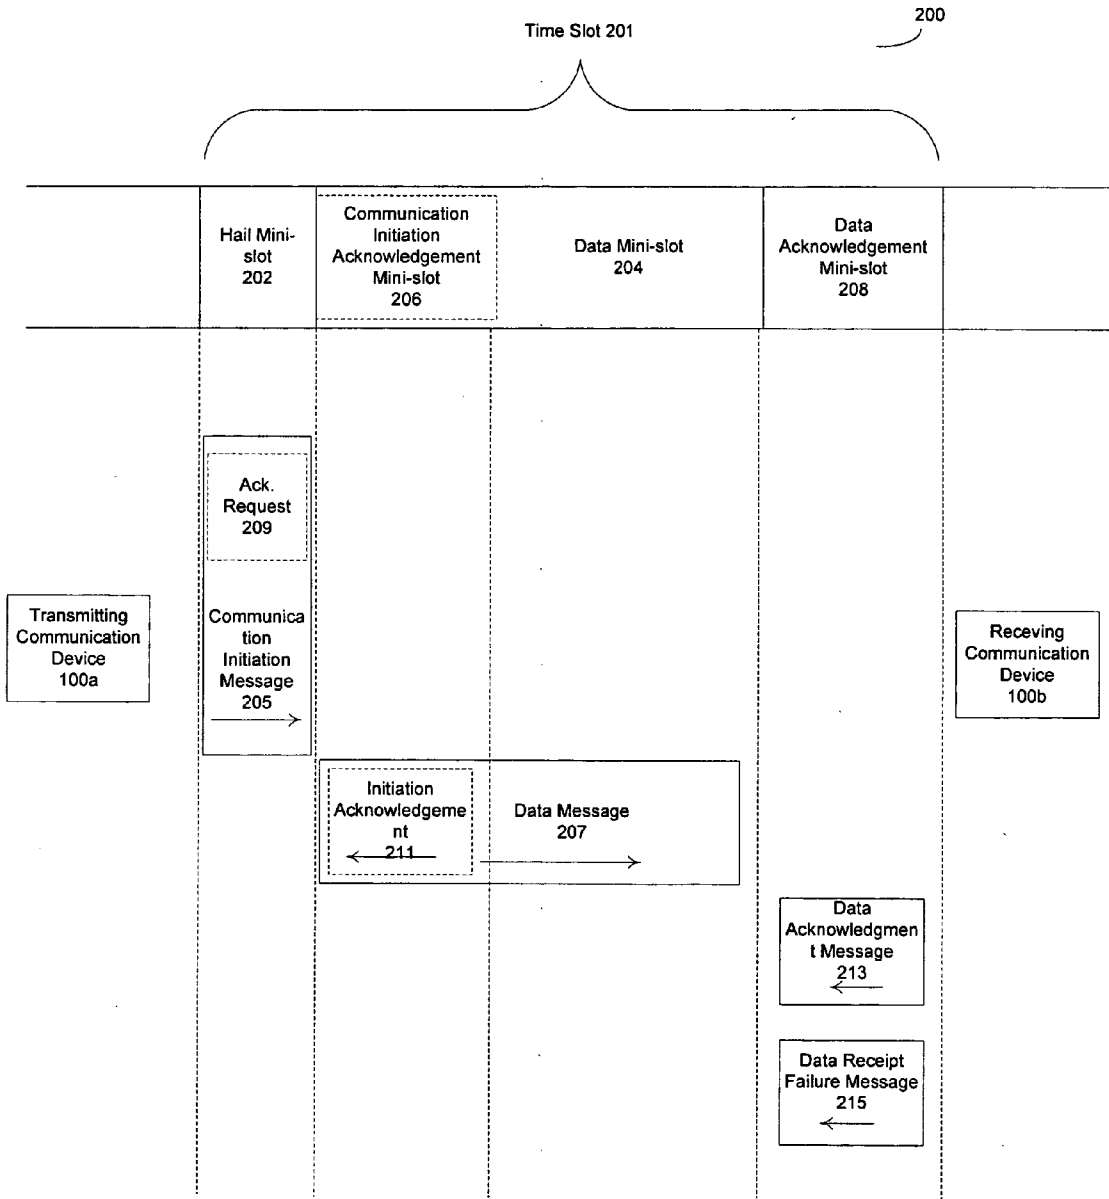 200
Time Slot 201
Hail Mini-
slot
202
Communication
Initiation
Acknowledgement
Mini-slot
206
Data Mini-slot
204
Data
Acknowledgement
Mini-slot
208
Ack.
Request
209
Transmitting
Communication
Device
100a
Communica
tion
Initiation
Message
205
Receving
Communication
Device
100b
Initiation
Acknowledgeme
nt
211
Data Message
207
Data
Acknowledgmen
t Message
213
Data Receipt
Failure Message
215